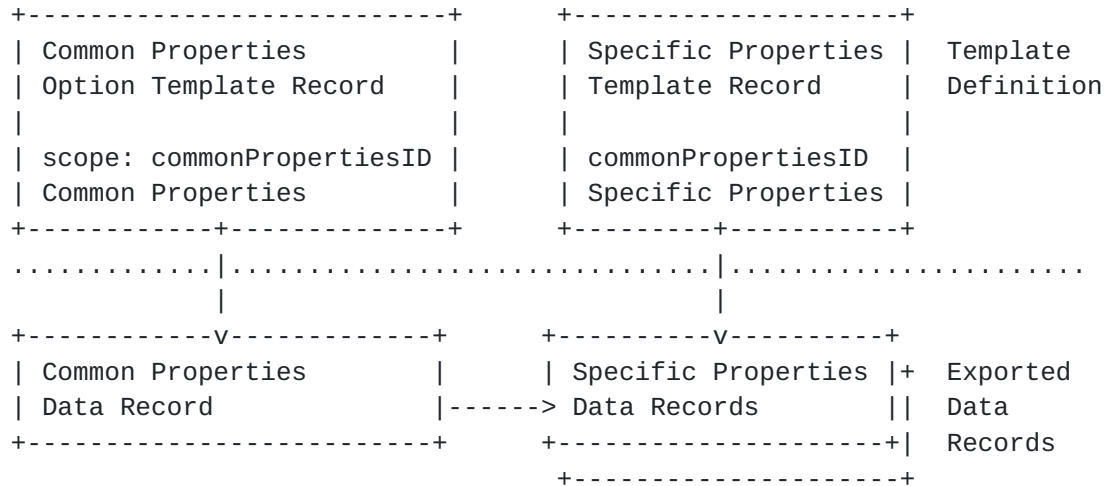 +---------------------------+      +---------------------+
| Common Properties         |      | Specific Properties |  Template
| Option Template Record    |      | Template Record     |  Definition
|                           |      |                     |
| scope: commonPropertiesID |      | commonPropertiesID  |
| Common Properties         |      | Specific Properties |
+------------+--------------+      +---------+-----------+
.............|...............................|.......................
             |                               |
+------------v-------------+      +----------v----------+
| Common Properties        |      | Specific Properties |+  Exported
| Data Record              |------> Data Records        ||  Data
+--------------------------+      +---------------------+|  Records
                                   +---------------------+